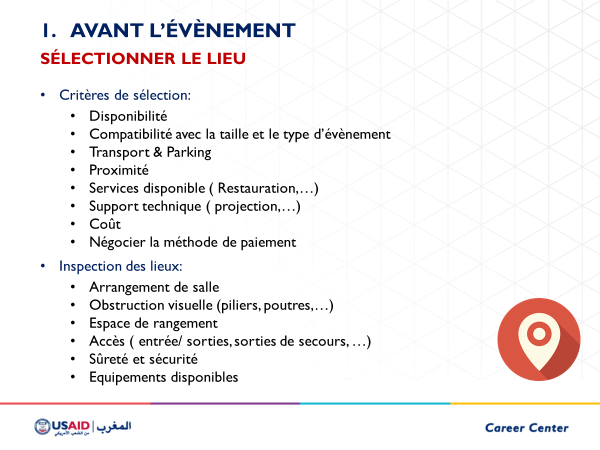 1. AVANT L’ÉVÈNEMENT
SÉLECTIONNER LE LIEU
• Critères de sélection:
• Disponibilité
• Compatibilité avec la taille et le type d’évènement
• Transport & Parking
• Proximité
• Services disponible ( Restauration,…)
• Support technique ( projection,…)
• Coût
• Négocier la méthode de paiement
• Inspection des lieux:
• Arrangement de salle
• Obstruction visuelle (piliers, poutres,…)
• Espace de rangement
• Accès ( entrée/ sorties, sorties de secours, …)
• Sûreté et sécurité
• Equipements disponibles
USAID | المغرب
من الشعب الأمريكي
Career Center